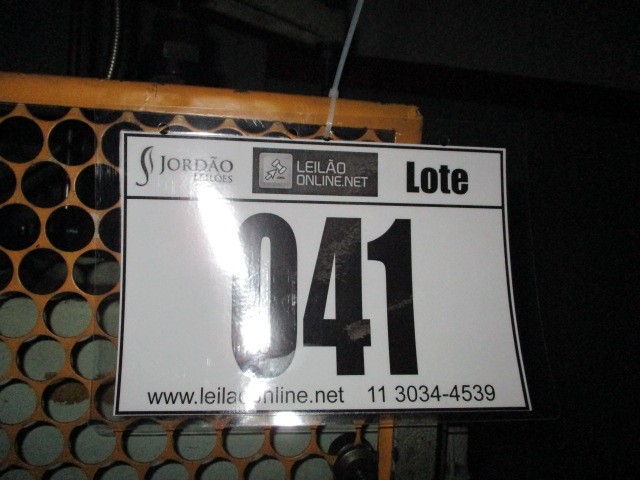 JORDÃO
LEILÕES
LEILÃO
ONLINE.NET
Lote
041
www.leilaoonline.net 11 3034-4539